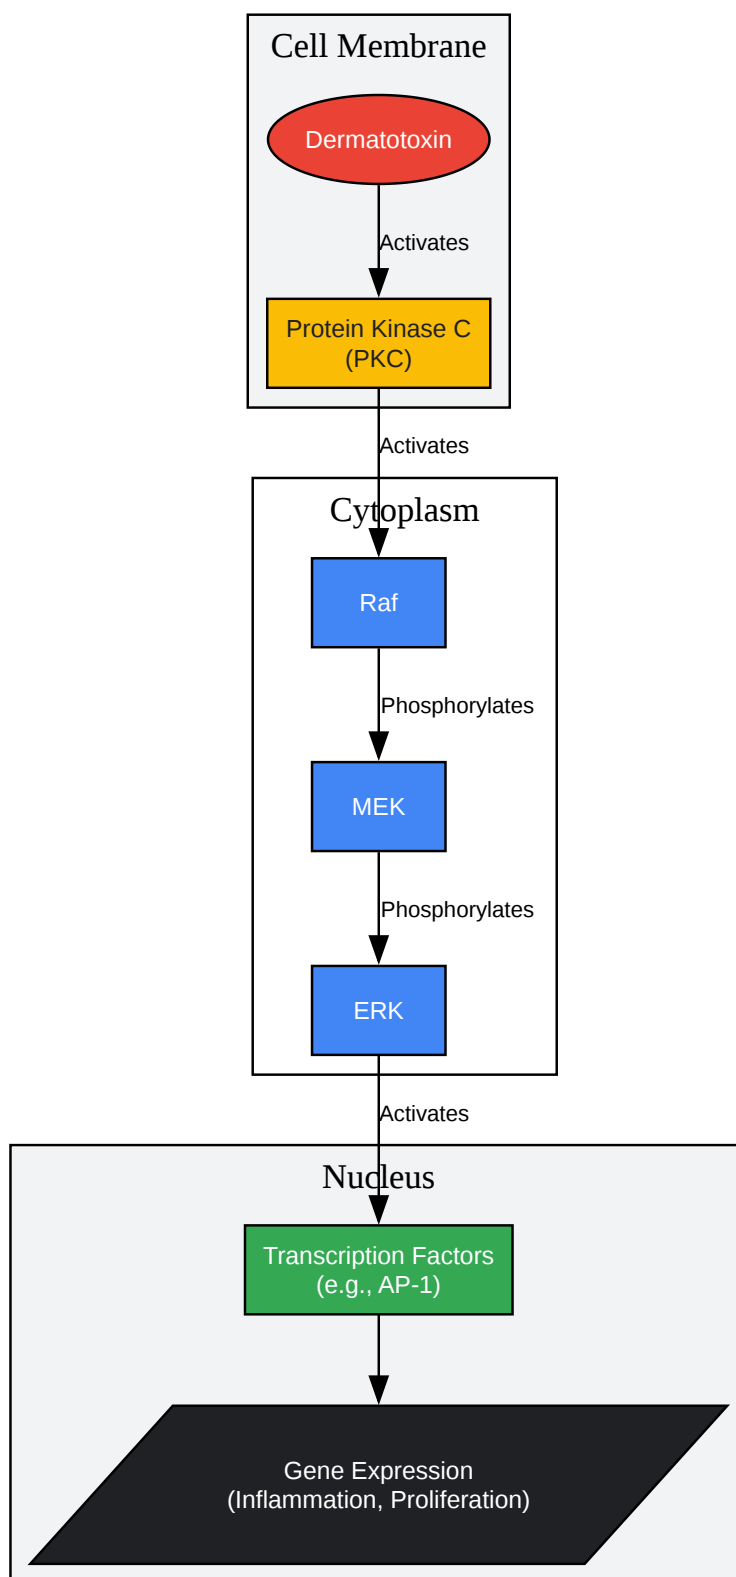 Cell Membrane
Dermatotoxin
Activates
Protein Kinase C
(PKC)
Activates
Cytoplasm
Raf
Phosphorylates
MEK
Phosphorylates
ERK
Activates
Nucleus
Transcription Factors
(e.g., AP-1)
Gene Expression
(Inflammation, Proliferation)